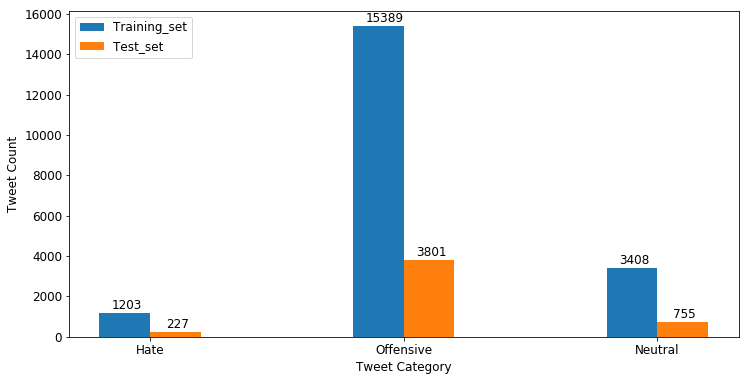 Training_set
Test_set
Tweet Count
16000
14000
12000
10000
8000
6000
4000
2000
0
1203
227
15389
3801
3408
755
Hate
Offensive
Neutral
Tweet Category